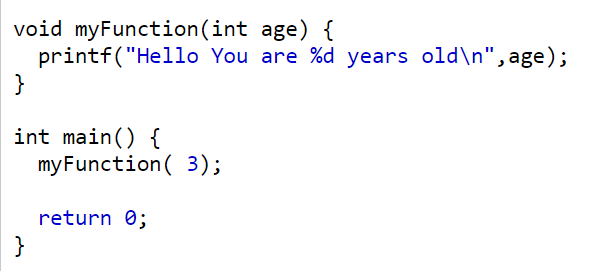 void myFunction(int age) {
  printf("Hello You are %d years old\n",age);
}

int main() {
  myFunction( 3);

  return 0;
}